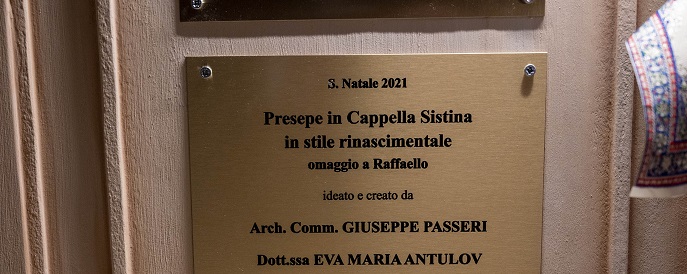 S. Natale 2021
Presepe in Cappella Sistina
in stile rinascimentale
omaggio a Raffaello
ideato e creato da
Arch. Comm. GIUSEPPE PASSERI
Dott.ssa EVA MARIA ANTULOV